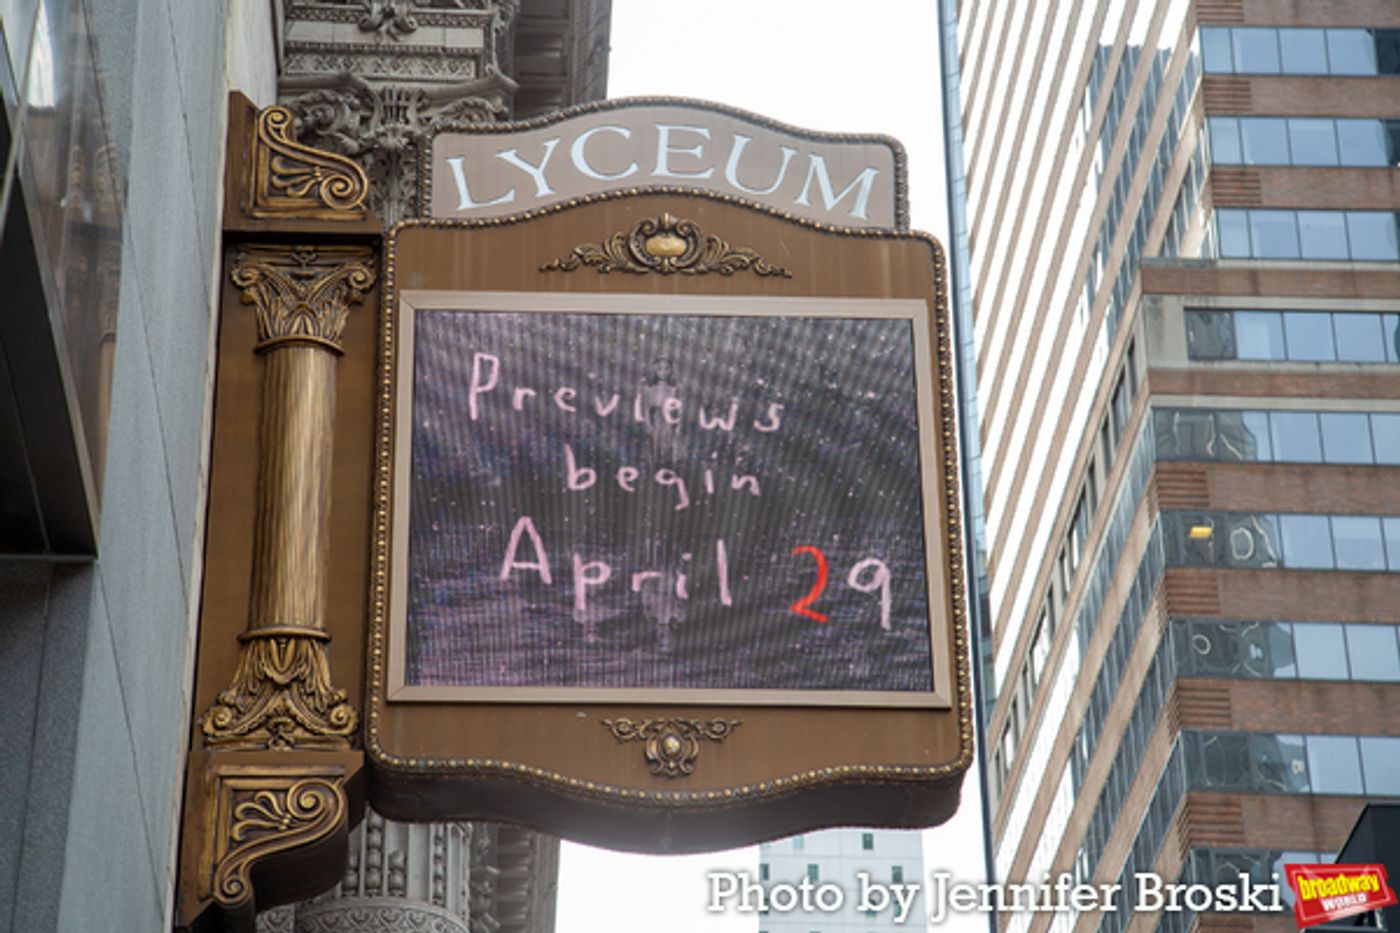 LYCEUM
Previews
begin
April 29
Photo by Jennifer Broski
broadway
WORLD